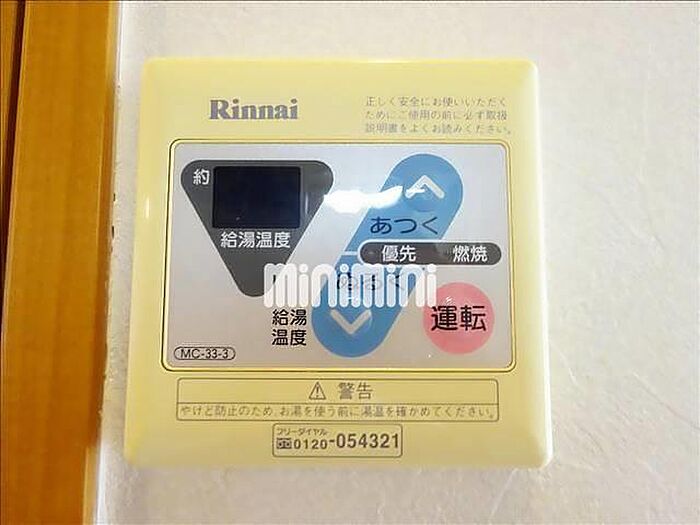 Rinnai
正しく安全にお使いいただく
ためにご使用の前に必ず取扱
説明書をよくお読みください。
約
給湯温度
あつく
優先 燃焼
minimini
ぬるく
給湯
温度
運転
MC-33-3
⚠ 警告
やけど防止のため、お湯を使う前に湯温を確かめてください。
フリーダイヤル
0120-054321